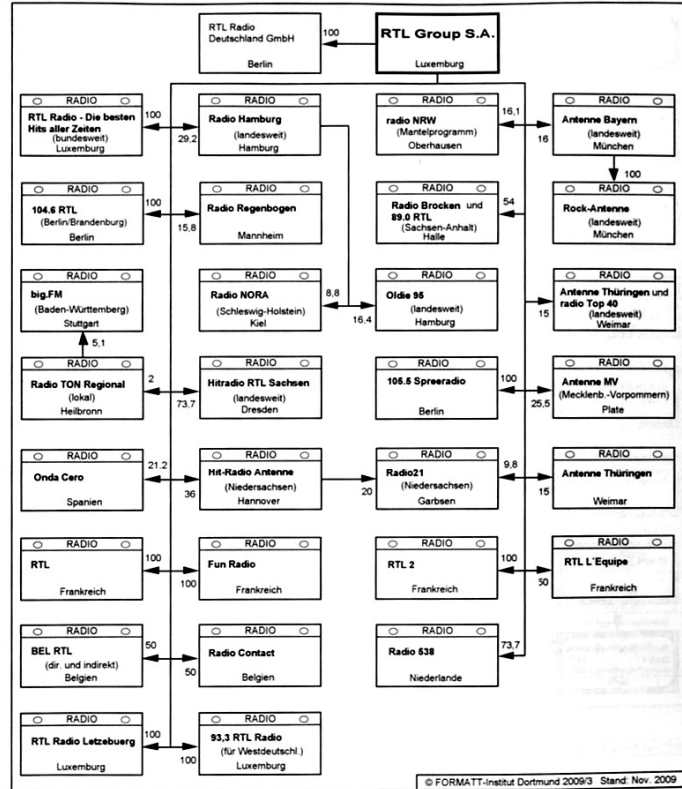 RTL Radio
Deutschland GmbH
Berlin
100
RTL Group S.A.
Luxemburg
RADIO
RTL Radio - Die besten
Hits aller Zeiten
(bundesweit)
Luxemburg
100
29,2
RADIO
Radio Hamburg
(landesweit)
Hamburg
RADIO
radio NRW
(Mantelprogramm)
Oberhausen
16,1
16
RADIO
Antenne Bayern
(landesweit)
München
100
RADIO
104.6 RTL
(Berlin/Brandenburg)
Berlin
100
15,8
RADIO
Radio Regenbogen
Mannheim
RADIO
Radio Brocken und
89.0 RTL
(Sachsen-Anhalt)
Halle
54
RADIO
Rock-Antenne
(landesweit)
München
RADIO
big.FM
(Baden-Württemberg)
Stuttgart
5,1
RADIO
Radio NORA
(Schleswig-Holstein)
Kiel
8,8
16,4
RADIO
Oldie 95
(landesweit)
Hamburg
15
RADIO
Antenne Thüringen und
radio Top 40
(landesweit)
Weimar
RADIO
Radio TON Regional
(lokal)
Heilbronn
2
73,7
RADIO
Hitradio RTL Sachsen
(landesweit)
Dresden
RADIO
105.5 Spreeradio
Berlin
100
25,5
RADIO
Antenne MV
(Mecklenb.-Vorpommern)
Plate
RADIO
Onda Cero
Spanien
21,2
36
RADIO
Hit-Radio Antenne
(Niedersachsen)
Hannover
20
RADIO
Radio21
(Niedersachsen)
Garbsen
9,8
15
RADIO
Antenne Thüringen
Weimar
RADIO
RTL
Frankreich
100
100
RADIO
Fun Radio
Frankreich
RADIO
RTL 2
Frankreich
100
50
RADIO
RTL L´Equipe
Frankreich
RADIO
BEL RTL
(dir. und indirekt)
Belgien
50
50
RADIO
Radio Contact
Belgien
RADIO
Radio 538
Niederlande
73,7
RADIO
RTL Radio Letzebuerg
Luxemburg
100
100
RADIO
93,3 RTL Radio
(für Westdeutschl.)
Luxemburg
© FORMATT-Institut Dortmund 2009/3 Stand: Nov. 2009